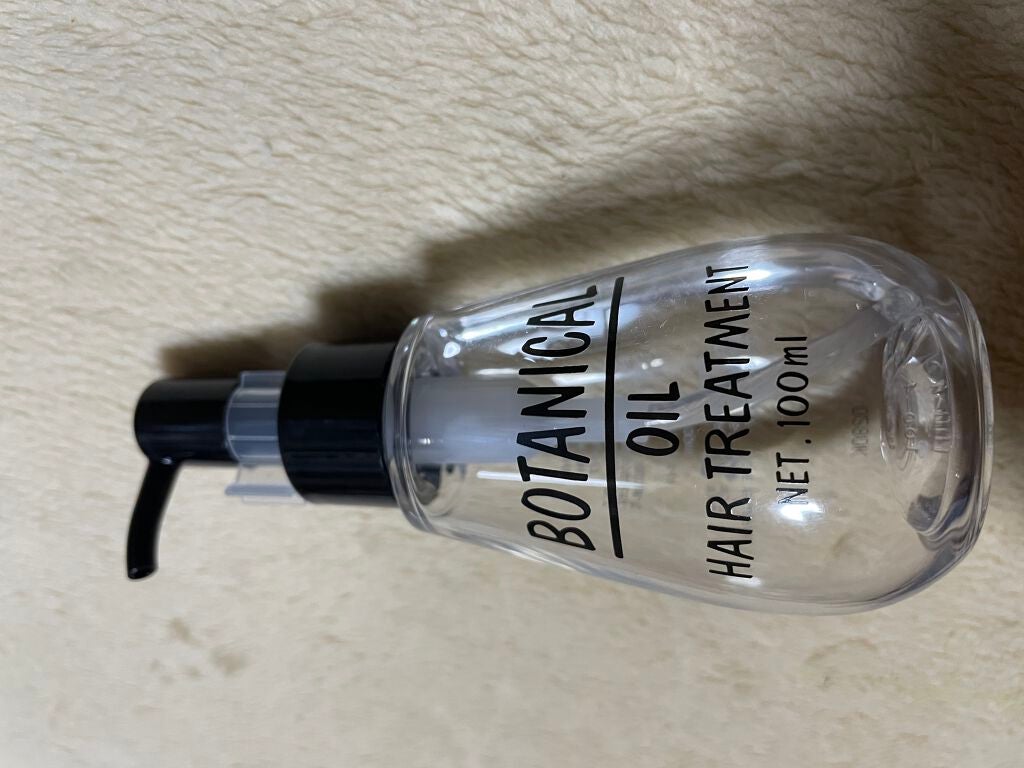 BOTANICAL
OIL
HAIR TREATMENT
NET. 100ml